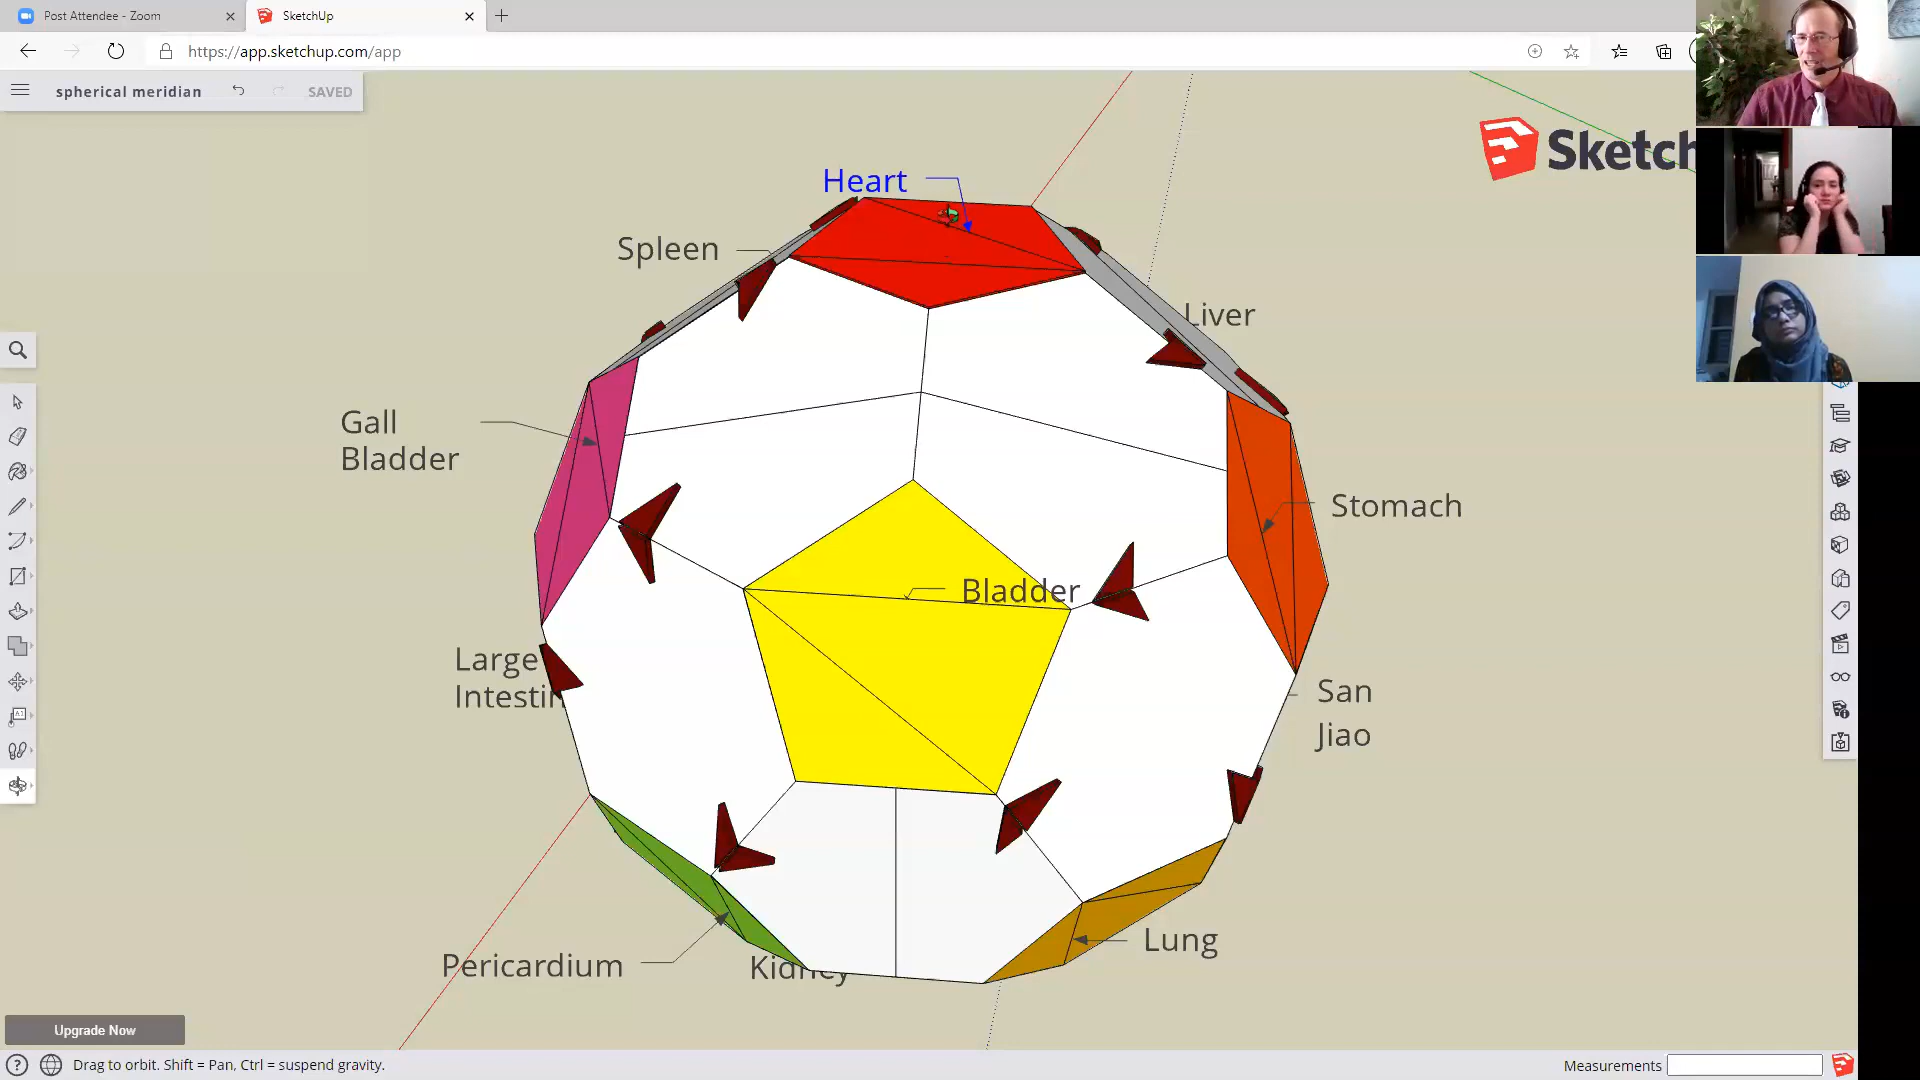 Post Attendee - Zoom
SketchUp
https://app.sketchup.com/app
spherical meridian
SAVED
Sketch
Heart
Spleen
Liver
Gall
Bladder
Stomach
Bladder
Large
Intestin
San
Jiao
Lung
Pericardium
Kidney
Upgrade Now
Drag to orbit. Shift = Pan, Ctrl = suspend gravity.
Measurements